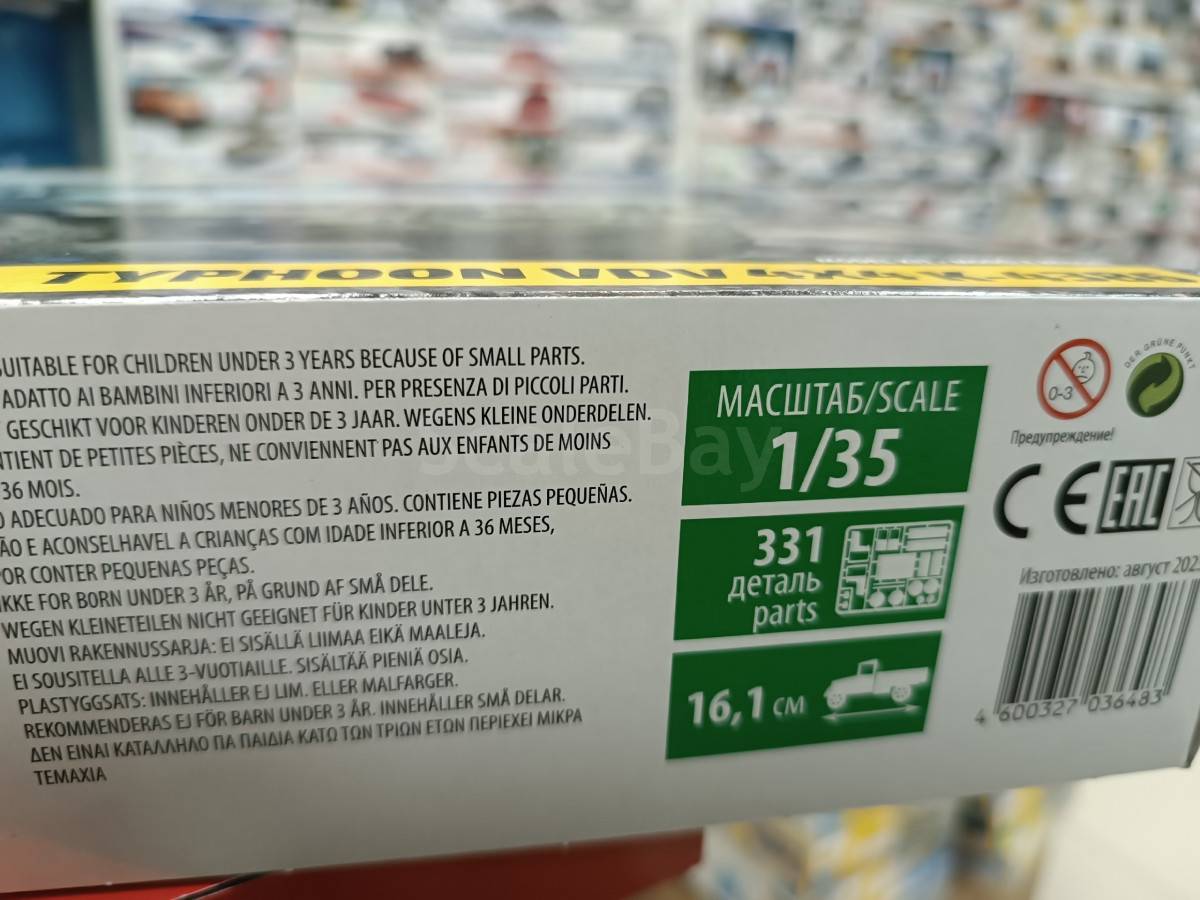 TYPHOON VDV 4X4 K-4386
SUITABLE FOR CHILDREN UNDER 3 YEARS BECAUSE OF SMALL PARTS.
ADATTO AI BAMBINI INFERIORI A 3 ANNI. PER PRESENZA DI PICCOLI PARTI.
GESCHIKT VOOR KINDEREN ONDER DE 3 JAAR. WEGENS KLEINE ONDERDELEN.
NTIENT DE PETITES PIÈCES, NE CONVIENNENT PAS AUX ENFANTS DE MOINS
36 MOIS.
O ADECUADO PARA NIÑOS MENORES DE 3 AÑOS. CONTIENE PIEZAS PEQUEÑAS.
ÃO E ACONSELHAVEL A CRIANÇAS COM IDADE INFERIOR A 36 MESES,
POR CONTER PEQUENAS PEÇAS.
IKKE FOR BORN UNDER 3 ÅR, PÅ GRUND AF SMÅ DELE.
WEGEN KLEINETEILEN NICHT GEEIGNET FÜR KINDER UNTER 3 JAHREN.
MUOVI RAKENNUSSARJA: EI SISÄLLÄ LIIMAA EIKÄ MAALEJA.
EI SOUSITELLA ALLE 3-VUOTIAILLE. SISÄLTÄÄ PIENIÄ OSIA.
PLASTYGGSATS: INNEHÅLLER EJ LIM. ELLER MALFARGER.
REKOMMENDERAS EJ FÖR BARN UNDER 3 ÅR. INNEHÅLLER SMÅ DELAR.
ΔΕΝ ΕΙΝΑΙ ΚΑΤΑΛΛΗΛΟ ΠΑ ΠΑΙΔΙΑ ΚΑΤΩ ΤΩΝ ΤΡΙΩΝ ΕΤΩΝ ΠΕΡΙΕΧΕΙ ΜΙΚΡΑ
ΤΕΜΑΧΙΑ
МАСШТАБ/SCALE
1/35
331
деталь
parts
16,1 см
0-3
DER GRÜNE PUNKT
Предупреждение!
CE EAC
Изготовлено: август 202
4 600327 036483
scaleBay